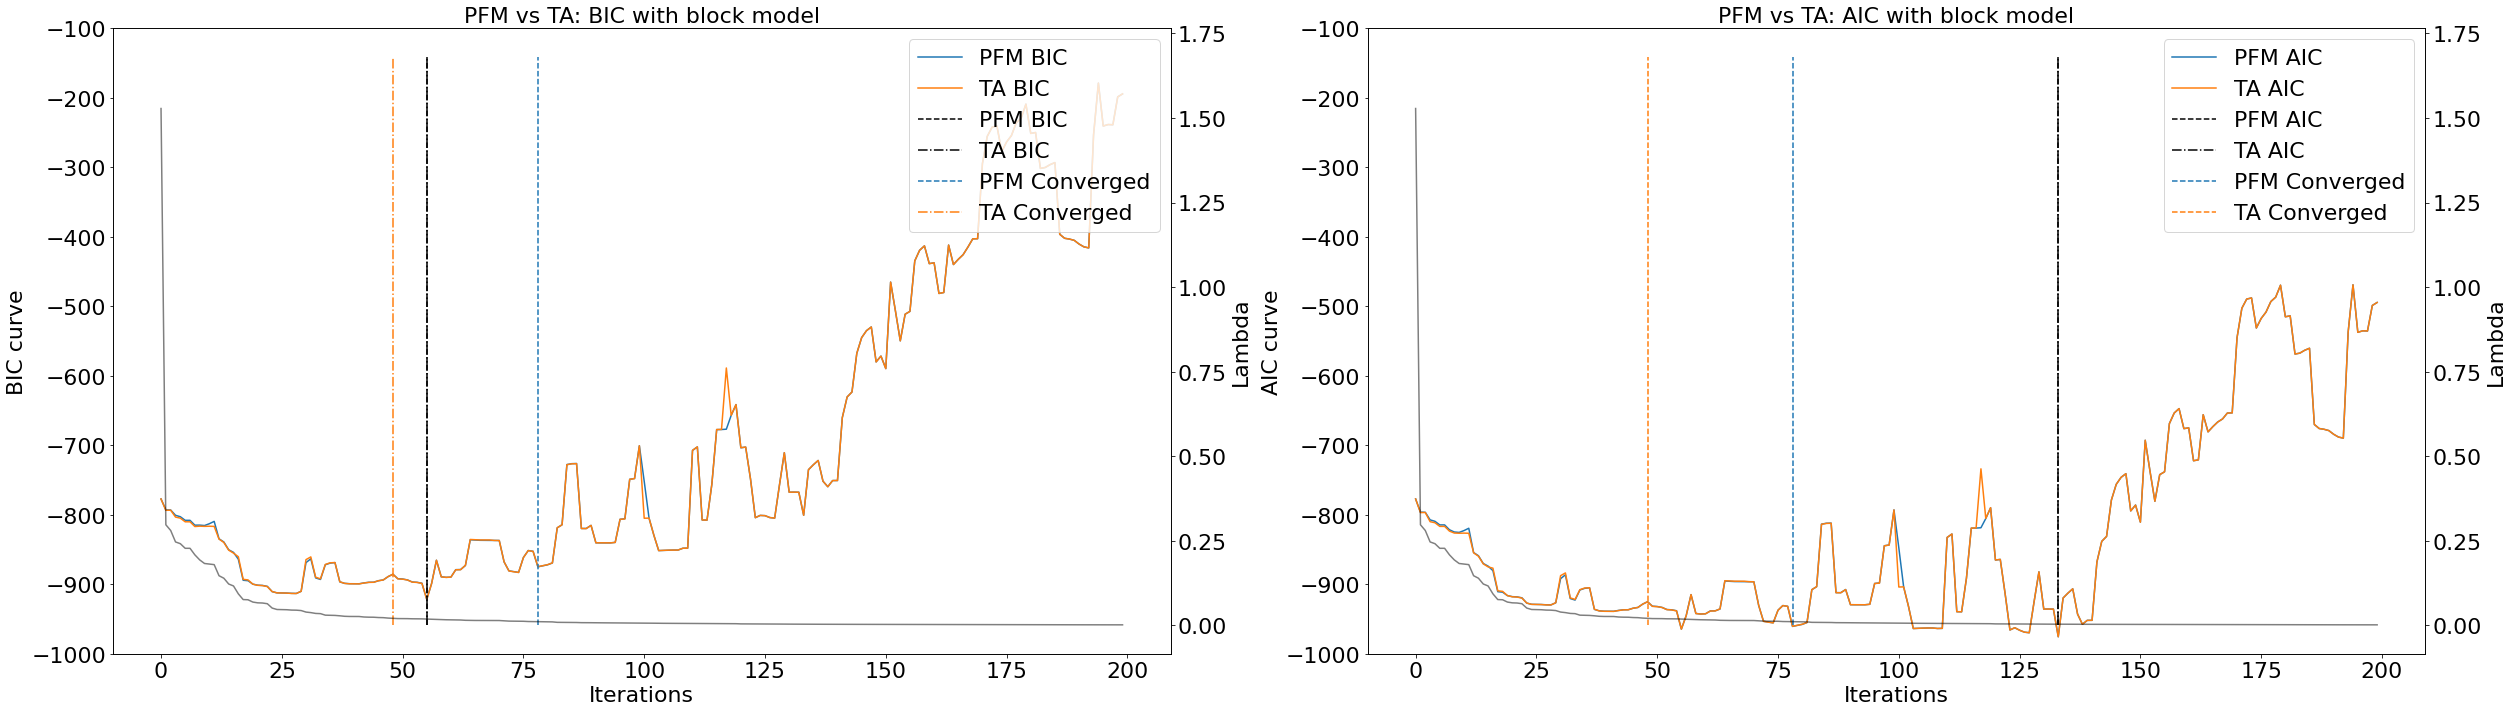 PFM vs TA: BIC with block model
−100
−200
−300
−400
−500
−600
−700
−800
−900
−1000
BIC curve
0
25
50
75
100
125
150
175
200
Iterations
1.75
1.50
1.25
1.00
0.75
0.50
0.25
0.00
Lambda
PFM BIC
TA BIC
PFM BIC
TA BIC
PFM Converged
TA Converged
PFM vs TA: AIC with block model
−100
−200
−300
−400
−500
−600
−700
−800
−900
−1000
AIC curve
0
25
50
75
100
125
150
175
200
Iterations
1.75
1.50
1.25
1.00
0.75
0.50
0.25
0.00
Lambda
PFM AIC
TA AIC
PFM AIC
TA AIC
PFM Converged
TA Converged